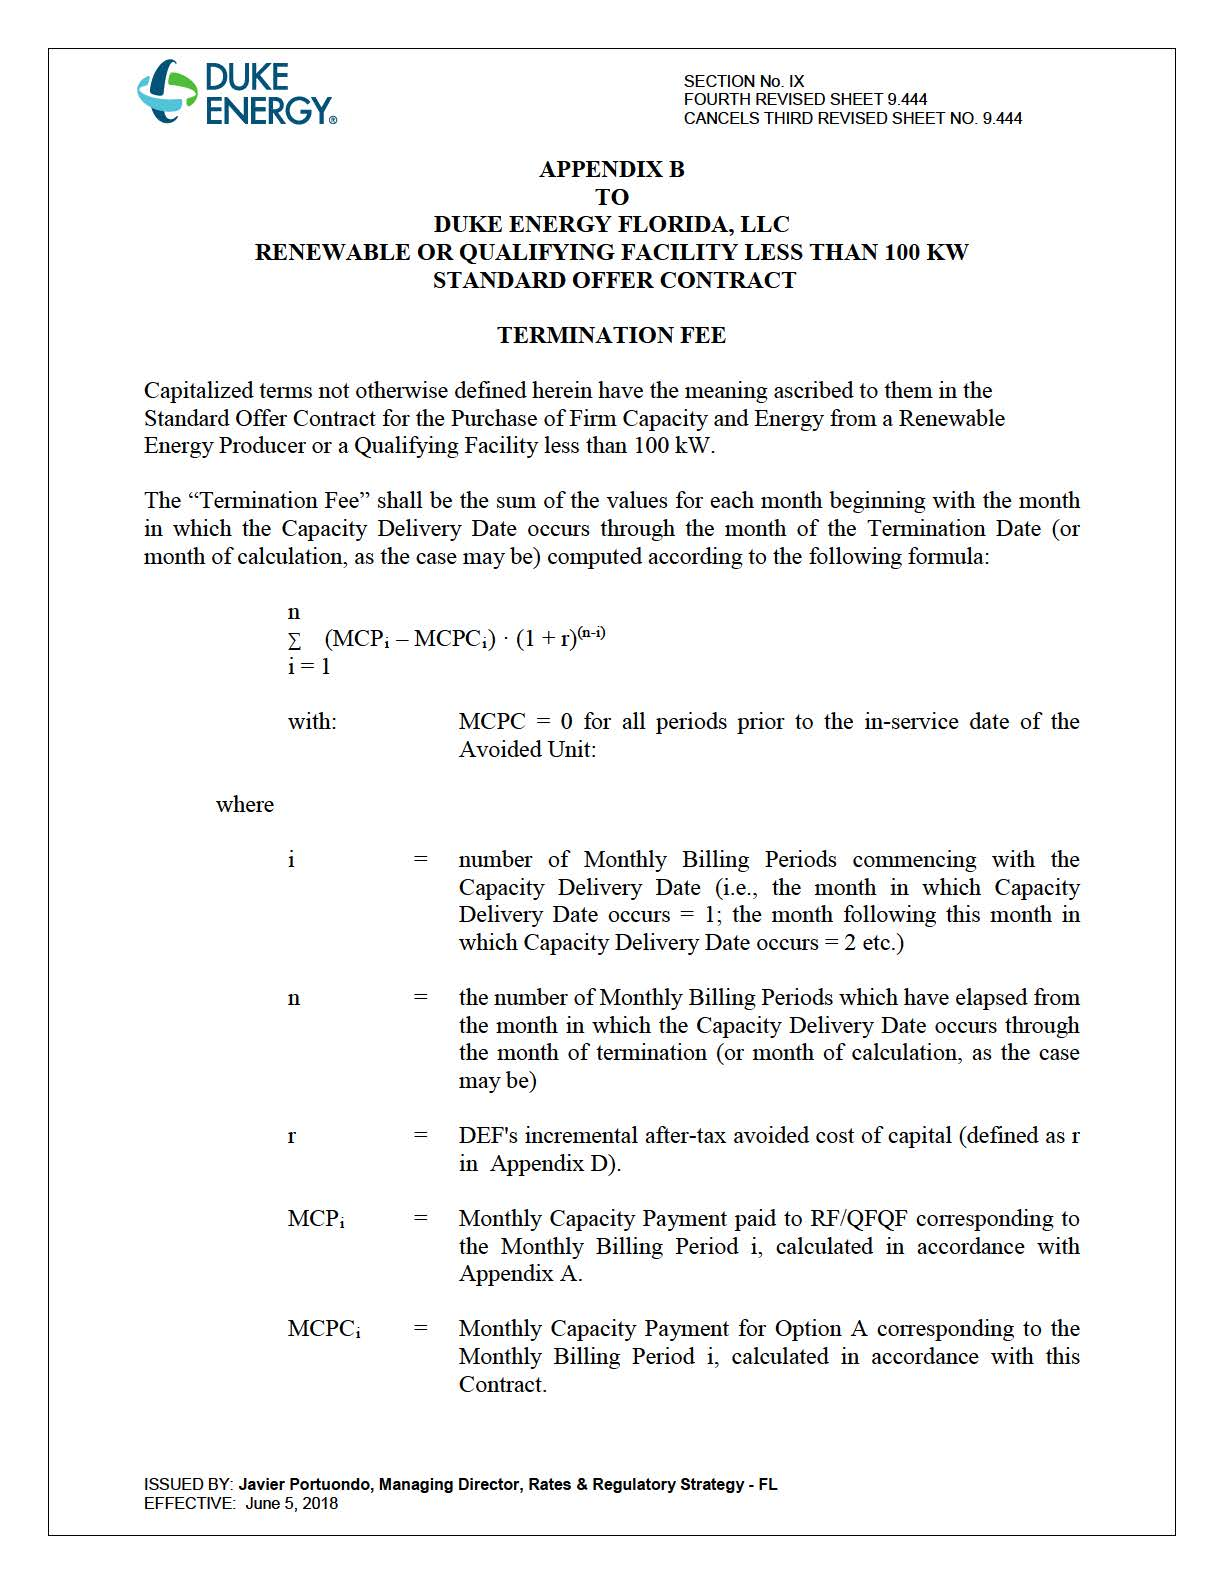 DUKE
ENERGY®
SECTION No. IX
FOURTH REVISED SHEET 9.444
CANCELS THIRD REVISED SHEET NO. 9.444
APPENDIX B
TO
DUKE ENERGY FLORIDA, LLC
RENEWABLE OR QUALIFYING FACILITY LESS THAN 100 KW
STANDARD OFFER CONTRACT
TERMINATION FEE
Capitalized terms not otherwise defined herein have the meaning ascribed to them in the
Standard Offer Contract for the Purchase of Firm Capacity and Energy from a Renewable
Energy Producer or a Qualifying Facility less than 100 kW.
The “Termination Fee” shall be the sum of the values for each month beginning with the month
in which the Capacity Delivery Date occurs through the month of the Termination Date (or
month of calculation, as the case may be) computed according to the following formula:
n
∑ (MCPᵢ – MCPCᵢ) · (1 + r)⁽ⁿ⁻ⁱ⁾
i = 1
with: MCPC = 0 for all periods prior to the in-service date of the
Avoided Unit:
where
i = number of Monthly Billing Periods commencing with the
Capacity Delivery Date (i.e., the month in which Capacity
Delivery Date occurs = 1; the month following this month in
which Capacity Delivery Date occurs = 2 etc.)
n = the number of Monthly Billing Periods which have elapsed from
the month in which the Capacity Delivery Date occurs through
the month of termination (or month of calculation, as the case
may be)
r = DEF's incremental after-tax avoided cost of capital (defined as r
in Appendix D).
MCPᵢ = Monthly Capacity Payment paid to RF/QFQF corresponding to
the Monthly Billing Period i, calculated in accordance with
Appendix A.
MCPCᵢ = Monthly Capacity Payment for Option A corresponding to the
Monthly Billing Period i, calculated in accordance with this
Contract.
ISSUED BY: Javier Portuondo, Managing Director, Rates & Regulatory Strategy - FL
EFFECTIVE: June 5, 2018